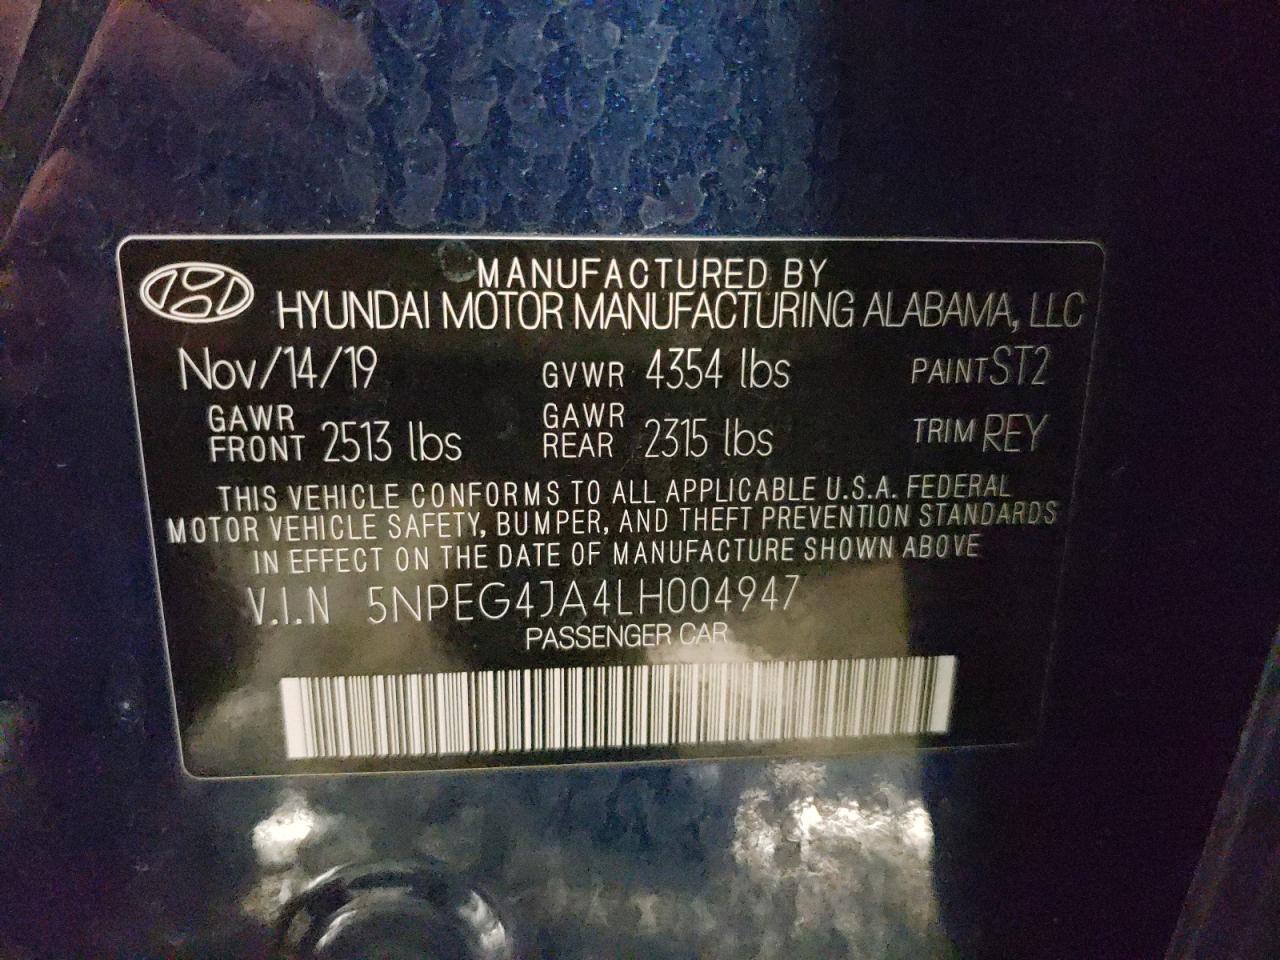 MANUFACTURED BY
HYUNDAI MOTOR MANUFACTURING ALABAMA, LLC
Nov/14/19 GVWR 4354 lbs PAINT ST2
GAWR FRONT 2513 lbs GAWR REAR 2315 lbs TRIM REY
THIS VEHICLE CONFORMS TO ALL APPLICABLE U.S.A. FEDERAL
MOTOR VEHICLE SAFETY, BUMPER, AND THEFT PREVENTION STANDARDS
IN EFFECT ON THE DATE OF MANUFACTURE SHOWN ABOVE
V.I.N 5NPEG4JA4LH004947
PASSENGER CAR